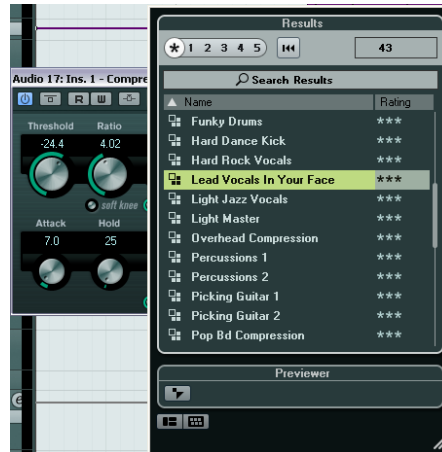 Results
* 1 2 3 4 5 43
Search Results
Name Rating
Funky Drums ***
Hard Dance Kick ***
Hard Rock Vocals ***
Lead Vocals In Your Face ***
Light Jazz Vocals ***
Light Master ***
Overhead Compression ***
Percussions 1 ***
Percussions 2 ***
Picking Guitar 1 ***
Picking Guitar 2 ***
Pop Bd Compression ***
Previewer
Audio 17: Ins. 1 - Compre
R W
Threshold Ratio
-24.4 4.02
soft knee
Attack Hold
7.0 25
e